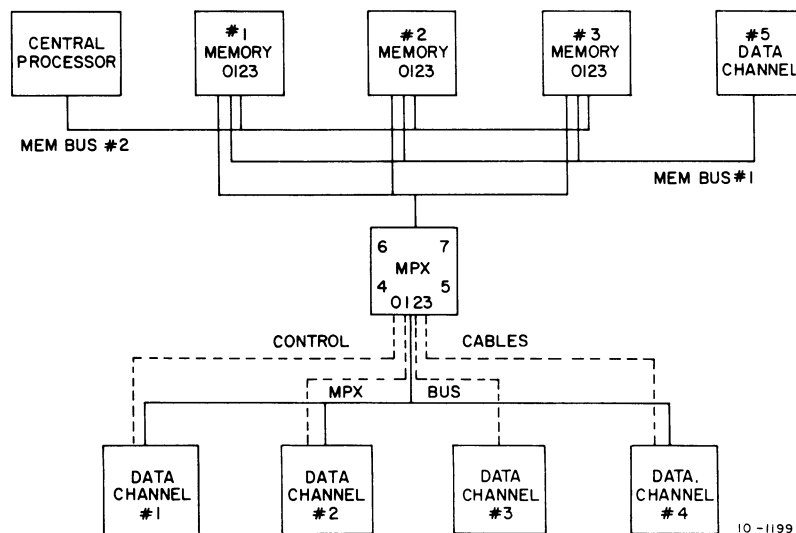 CENTRAL
PROCESSOR
#1
MEMORY
0123
#2
MEMORY
0123
#3
MEMORY
0123
#5
DATA
CHANNEL
MEM BUS #2
MEM BUS #1
6 7
MPX
4 5
0123
CONTROL CABLES
MPX BUS
DATA
CHANNEL
#1
DATA
CHANNEL
#2
DATA
CHANNEL
#3
DATA.
CHANNEL
#4
10-1199